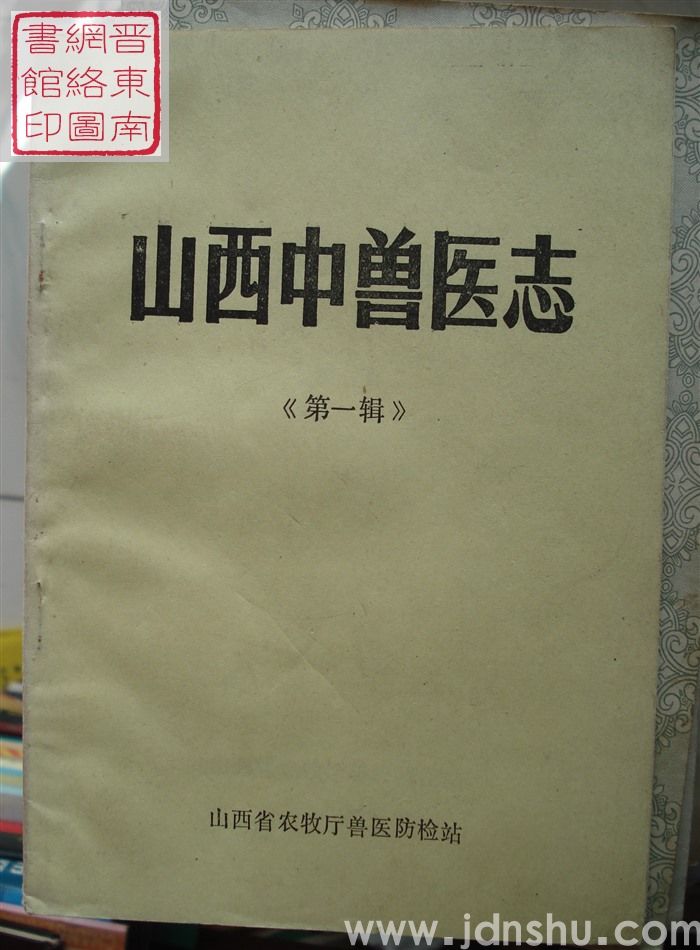 晋東南
網絡圖
書館印
山西中兽医志
《第一辑》
山西省农牧厅兽医防检站
www.jdnshu.com